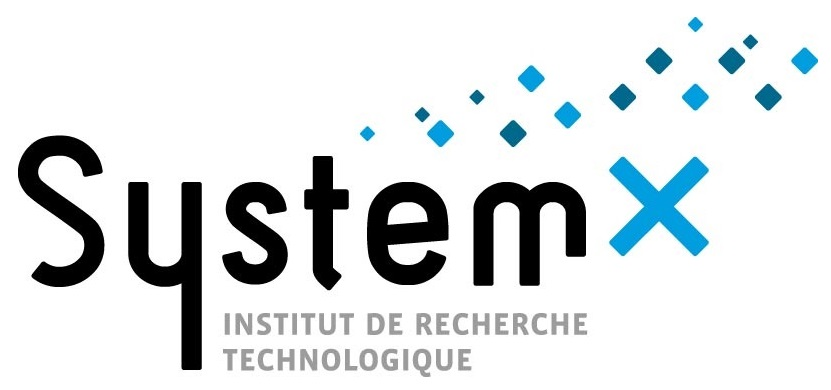 SystemX
INSTITUT DE RECHERCHE
TECHNOLOGIQUE